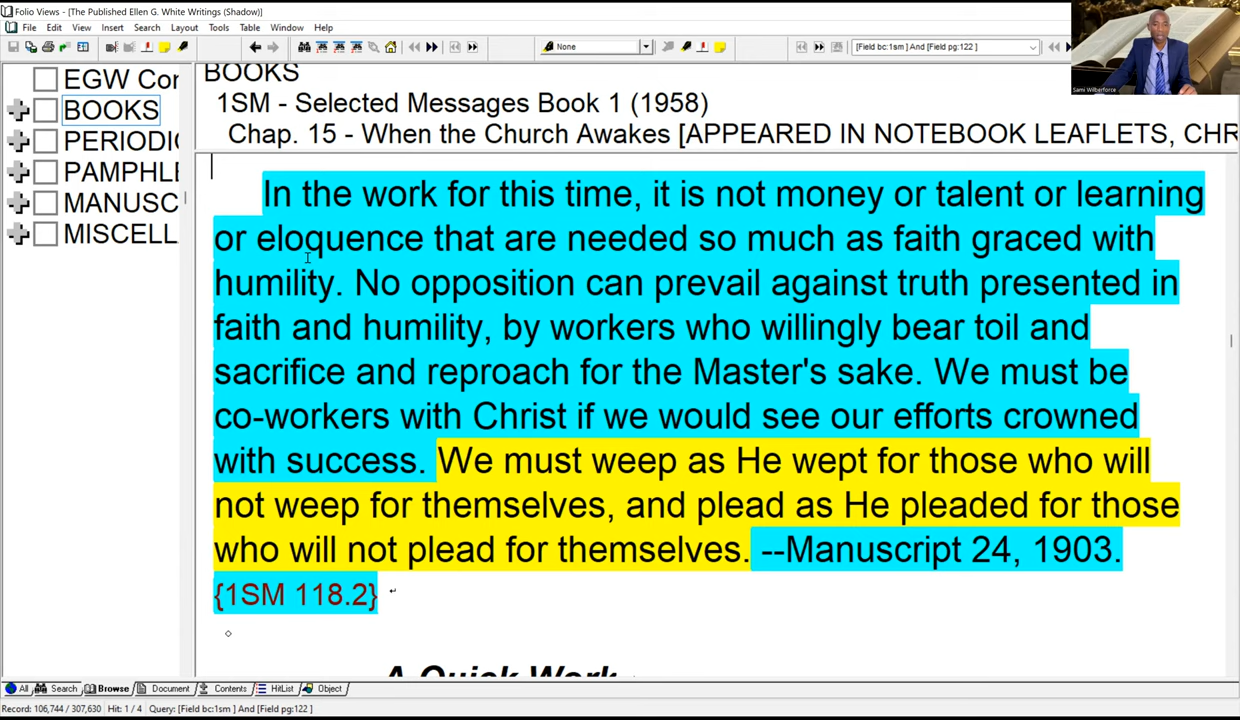 Folio Views - [The Published Ellen G. White Writings (Shadow)]
File Edit View Insert Search Layout Tools Table Window Help
None
[Field bc:1sm ] And [Field pg:122 ]
Sami Wilberforce
EGW Cor
BOOKS
PERIODIC
PAMPHLE
MANUSC
MISCELL
BOOKS
1SM - Selected Messages Book 1 (1958)
Chap. 15 - When the Church Awakes [APPEARED IN NOTEBOOK LEAFLETS, CHR
In the work for this time, it is not money or talent or learning
or eloquence that are needed so much as faith graced with
humility. No opposition can prevail against truth presented in
faith and humility, by workers who willingly bear toil and
sacrifice and reproach for the Master's sake. We must be
co-workers with Christ if we would see our efforts crowned
with success. We must weep as He wept for those who will
not weep for themselves, and plead as He pleaded for those
who will not plead for themselves. --Manuscript 24, 1903.
{1SM 118.2}
A Quick Work
All Search Browse Document Contents HitList Object
Record: 106,744 / 307,630 Hit: 1 / 4 Query: [Field bc:1sm ] And [Field pg:122 ]